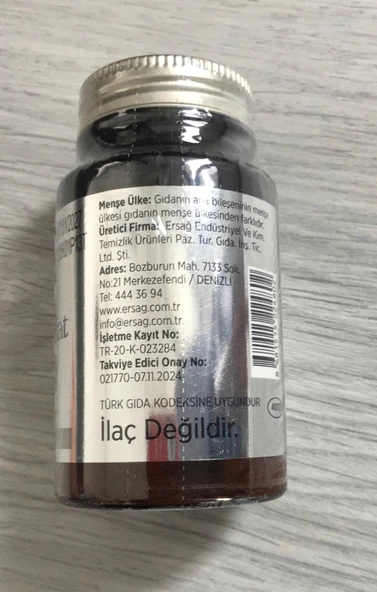 Menşe Ülke: Gıdanın ana bileşeninin menşe
ülkesi gıdanın menşe ülkesinden farklıdır.
Üretici Firma: Ersağ Endüstriyel Ve Kim.
Temizlik Ürünleri Paz. Tur. Gıda. İnş. Tic.
Ltd. Şti.
Adres: Bozburun Mah. 7133 Sok.
No:21 Merkezefendi / DENİZLİ
Tel: 444 36 94
www.ersag.com.tr
info@ersag.com.tr
İşletme Kayıt No:
TR-20-K-023284
Takviye Edici Onay No:
021770-07.11.2024
TÜRK GIDA KODEKSİNE UYGUNDUR
İlaç Değildir.